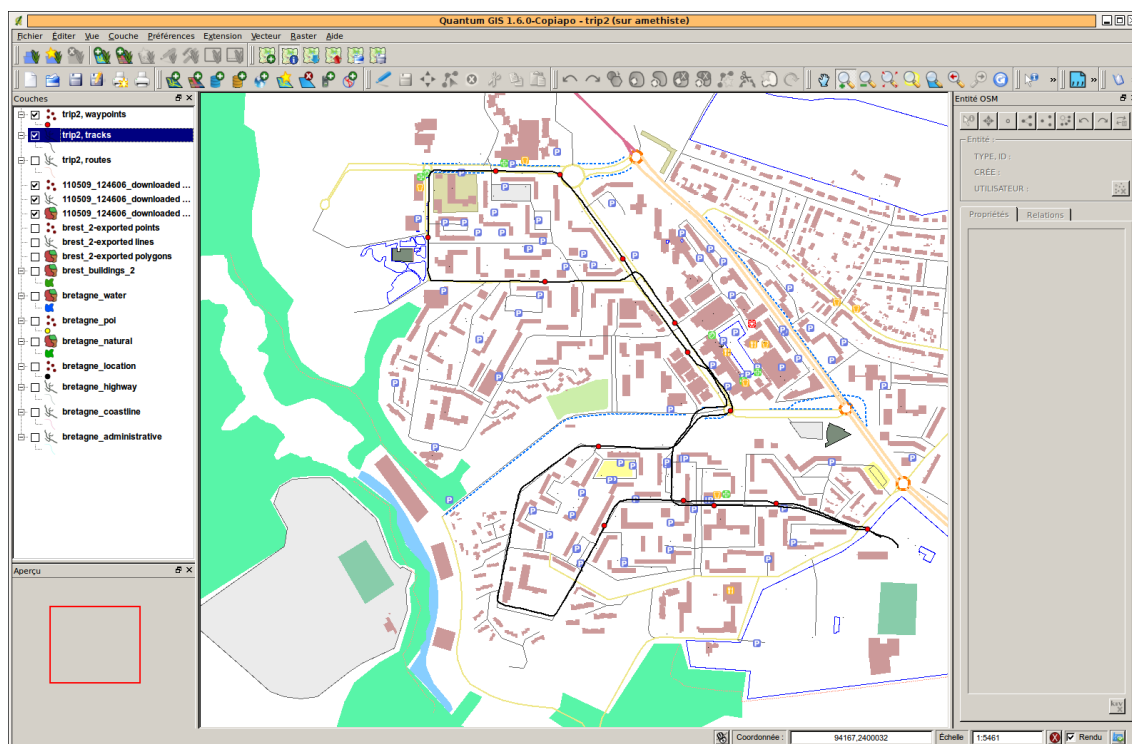 Quantum GIS 1.6.0-Copiapo - trip2 (sur amethiste)
Fichier Éditer Vue Couche Préférences Extension Vecteur Raster Aide
Couches
trip2, waypoints
trip2, tracks
trip2, routes
110509_124606_downloaded ...
110509_124606_downloaded ...
110509_124606_downloaded ...
brest_2-exported points
brest_2-exported lines
brest_2-exported polygons
brest_buildings_2
bretagne_water
bretagne_poi
bretagne_natural
bretagne_location
bretagne_highway
bretagne_coastline
bretagne_administrative
Aperçu
Entité OSM
Entité :
TYPE, ID :
CRÉE :
UTILISATEUR :
Propriétés Relations
Coordonnée : 94167,2400032 Échelle 1:5461 Rendu